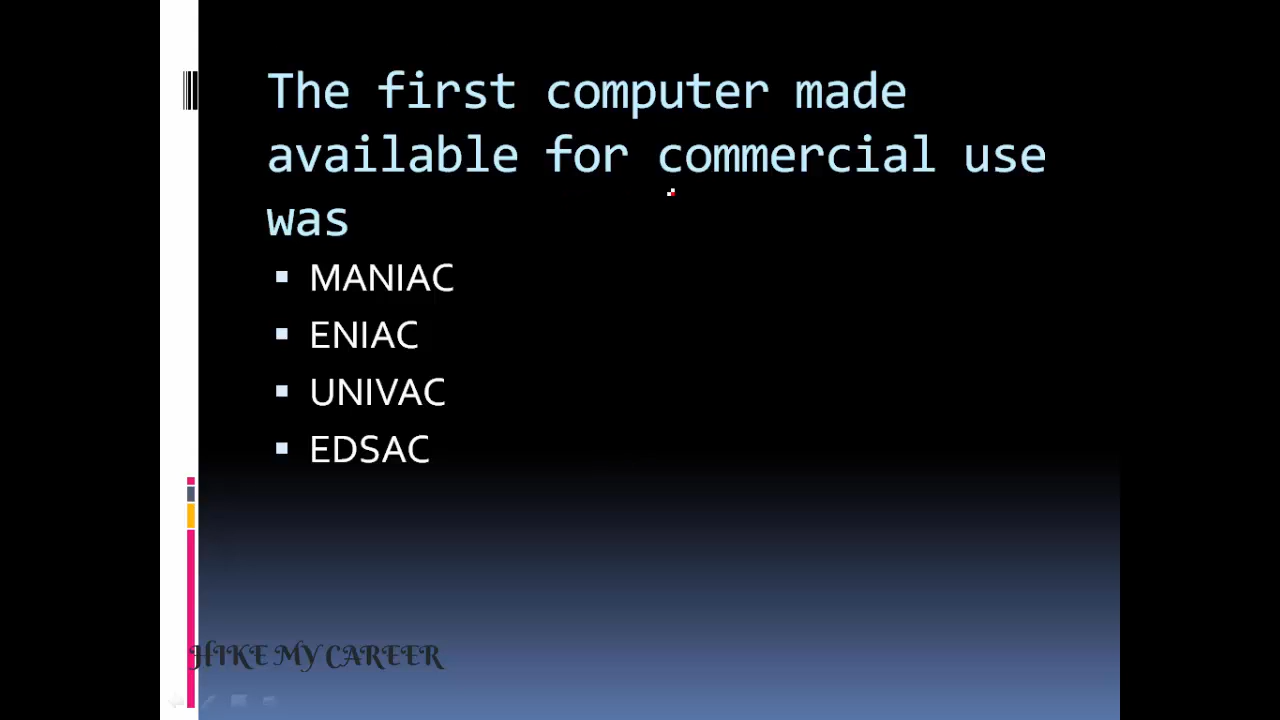 The first computer made
available for commercial use
was
MANIAC
ENIAC
UNIVAC
EDSAC
HIKE MY CAREER